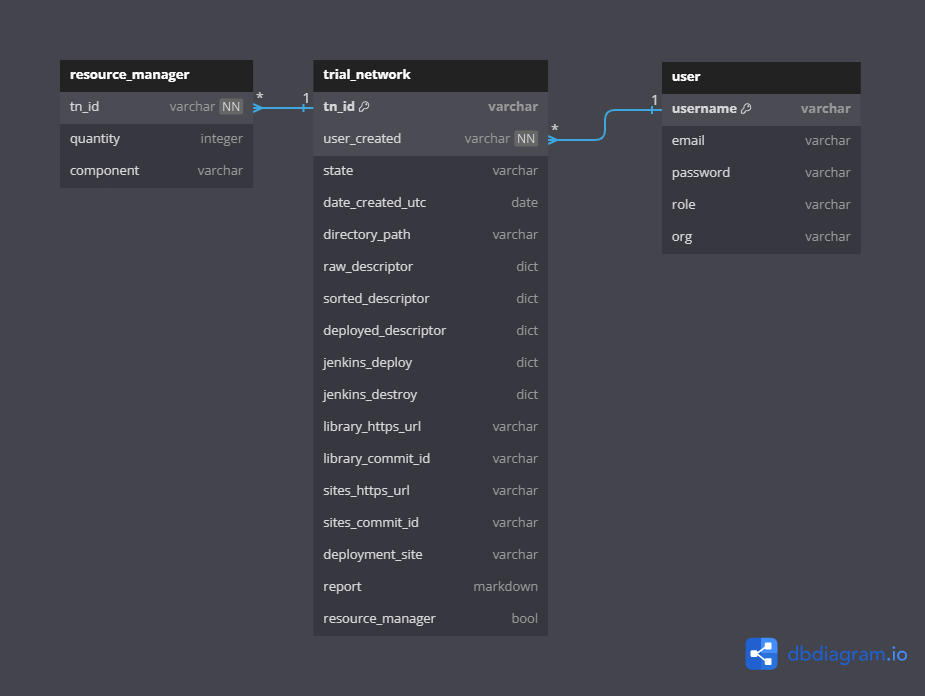 resource_manager
tn_id varchar NN
quantity integer
component varchar
* 1
trial_network
tn_id varchar
user_created varchar NN
state varchar
date_created_utc date
directory_path varchar
raw_descriptor dict
sorted_descriptor dict
deployed_descriptor dict
jenkins_deploy dict
jenkins_destroy dict
library_https_url varchar
library_commit_id varchar
sites_https_url varchar
sites_commit_id varchar
deployment_site varchar
report markdown
resource_manager bool
* 1
user
username varchar
email varchar
password varchar
role varchar
org varchar
dbdiagram.io